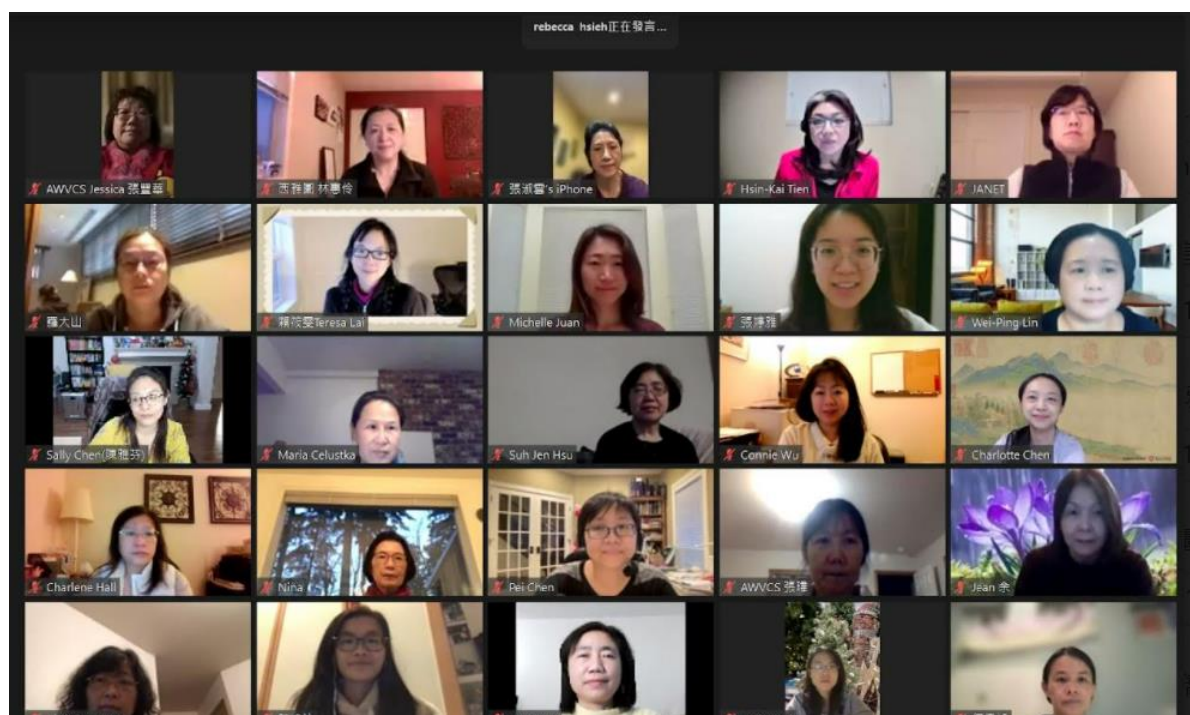 rebecca hsieh正在發言...
AWVCS Jessica 張豐華
西雅圖 林惠伶
張淑雲's iPhone
Hsin-Kai Tien
JANET
羅大山
賴筱雯Teresa Lai
Michelle Juan
張婷雅
Wei-Ping Lin
Sally Chen(陳雅芬)
Maria Celustka
Suh Jen Hsu
Connie Wu
Charlotte Chen
Charlene Hall
Nina
Pei Chen
AWVCS 張瑋
Jean 余